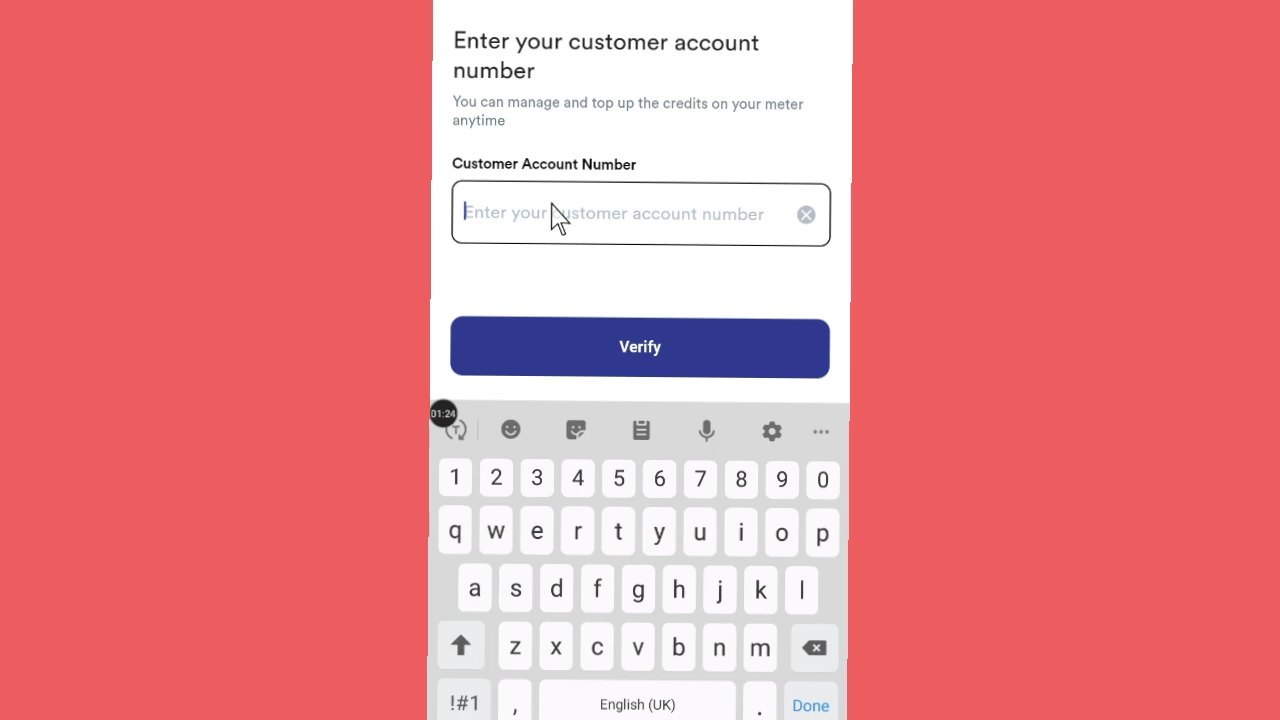 Enter your customer account
number
You can manage and top up the credits on your meter
anytime
Customer Account Number
Enter your customer account number
Verify
01:24
T
1 2 3 4 5 6 7 8 9 0
q w e r t y u i o p
a s d f g h j k l
z x c v b n m
!#1 , English (UK) . Done